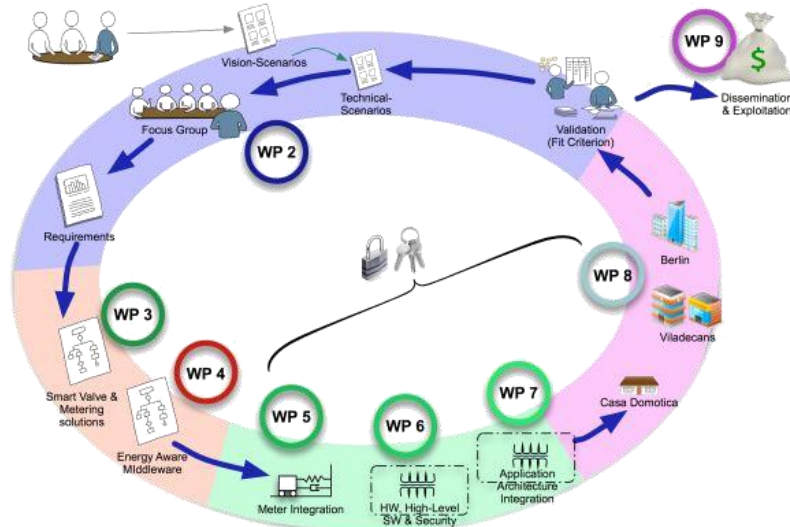 WP 9
$
Vision-Scenarios
Technical-
Scenarios
Validation
(Fit Criterion)
Dissemination
& Exploitation
Focus Group
WP 2
Requirements
Berlin
WP 8
WP 3
Viladecans
WP 4
Smart Valve &
Metering
solutions
WP 5
WP 6
WP 7
Casa Domotica
Energy Aware
MIddleware
Meter Integration
HW, High-Level
SW & Security
Application
Architecture
Integration